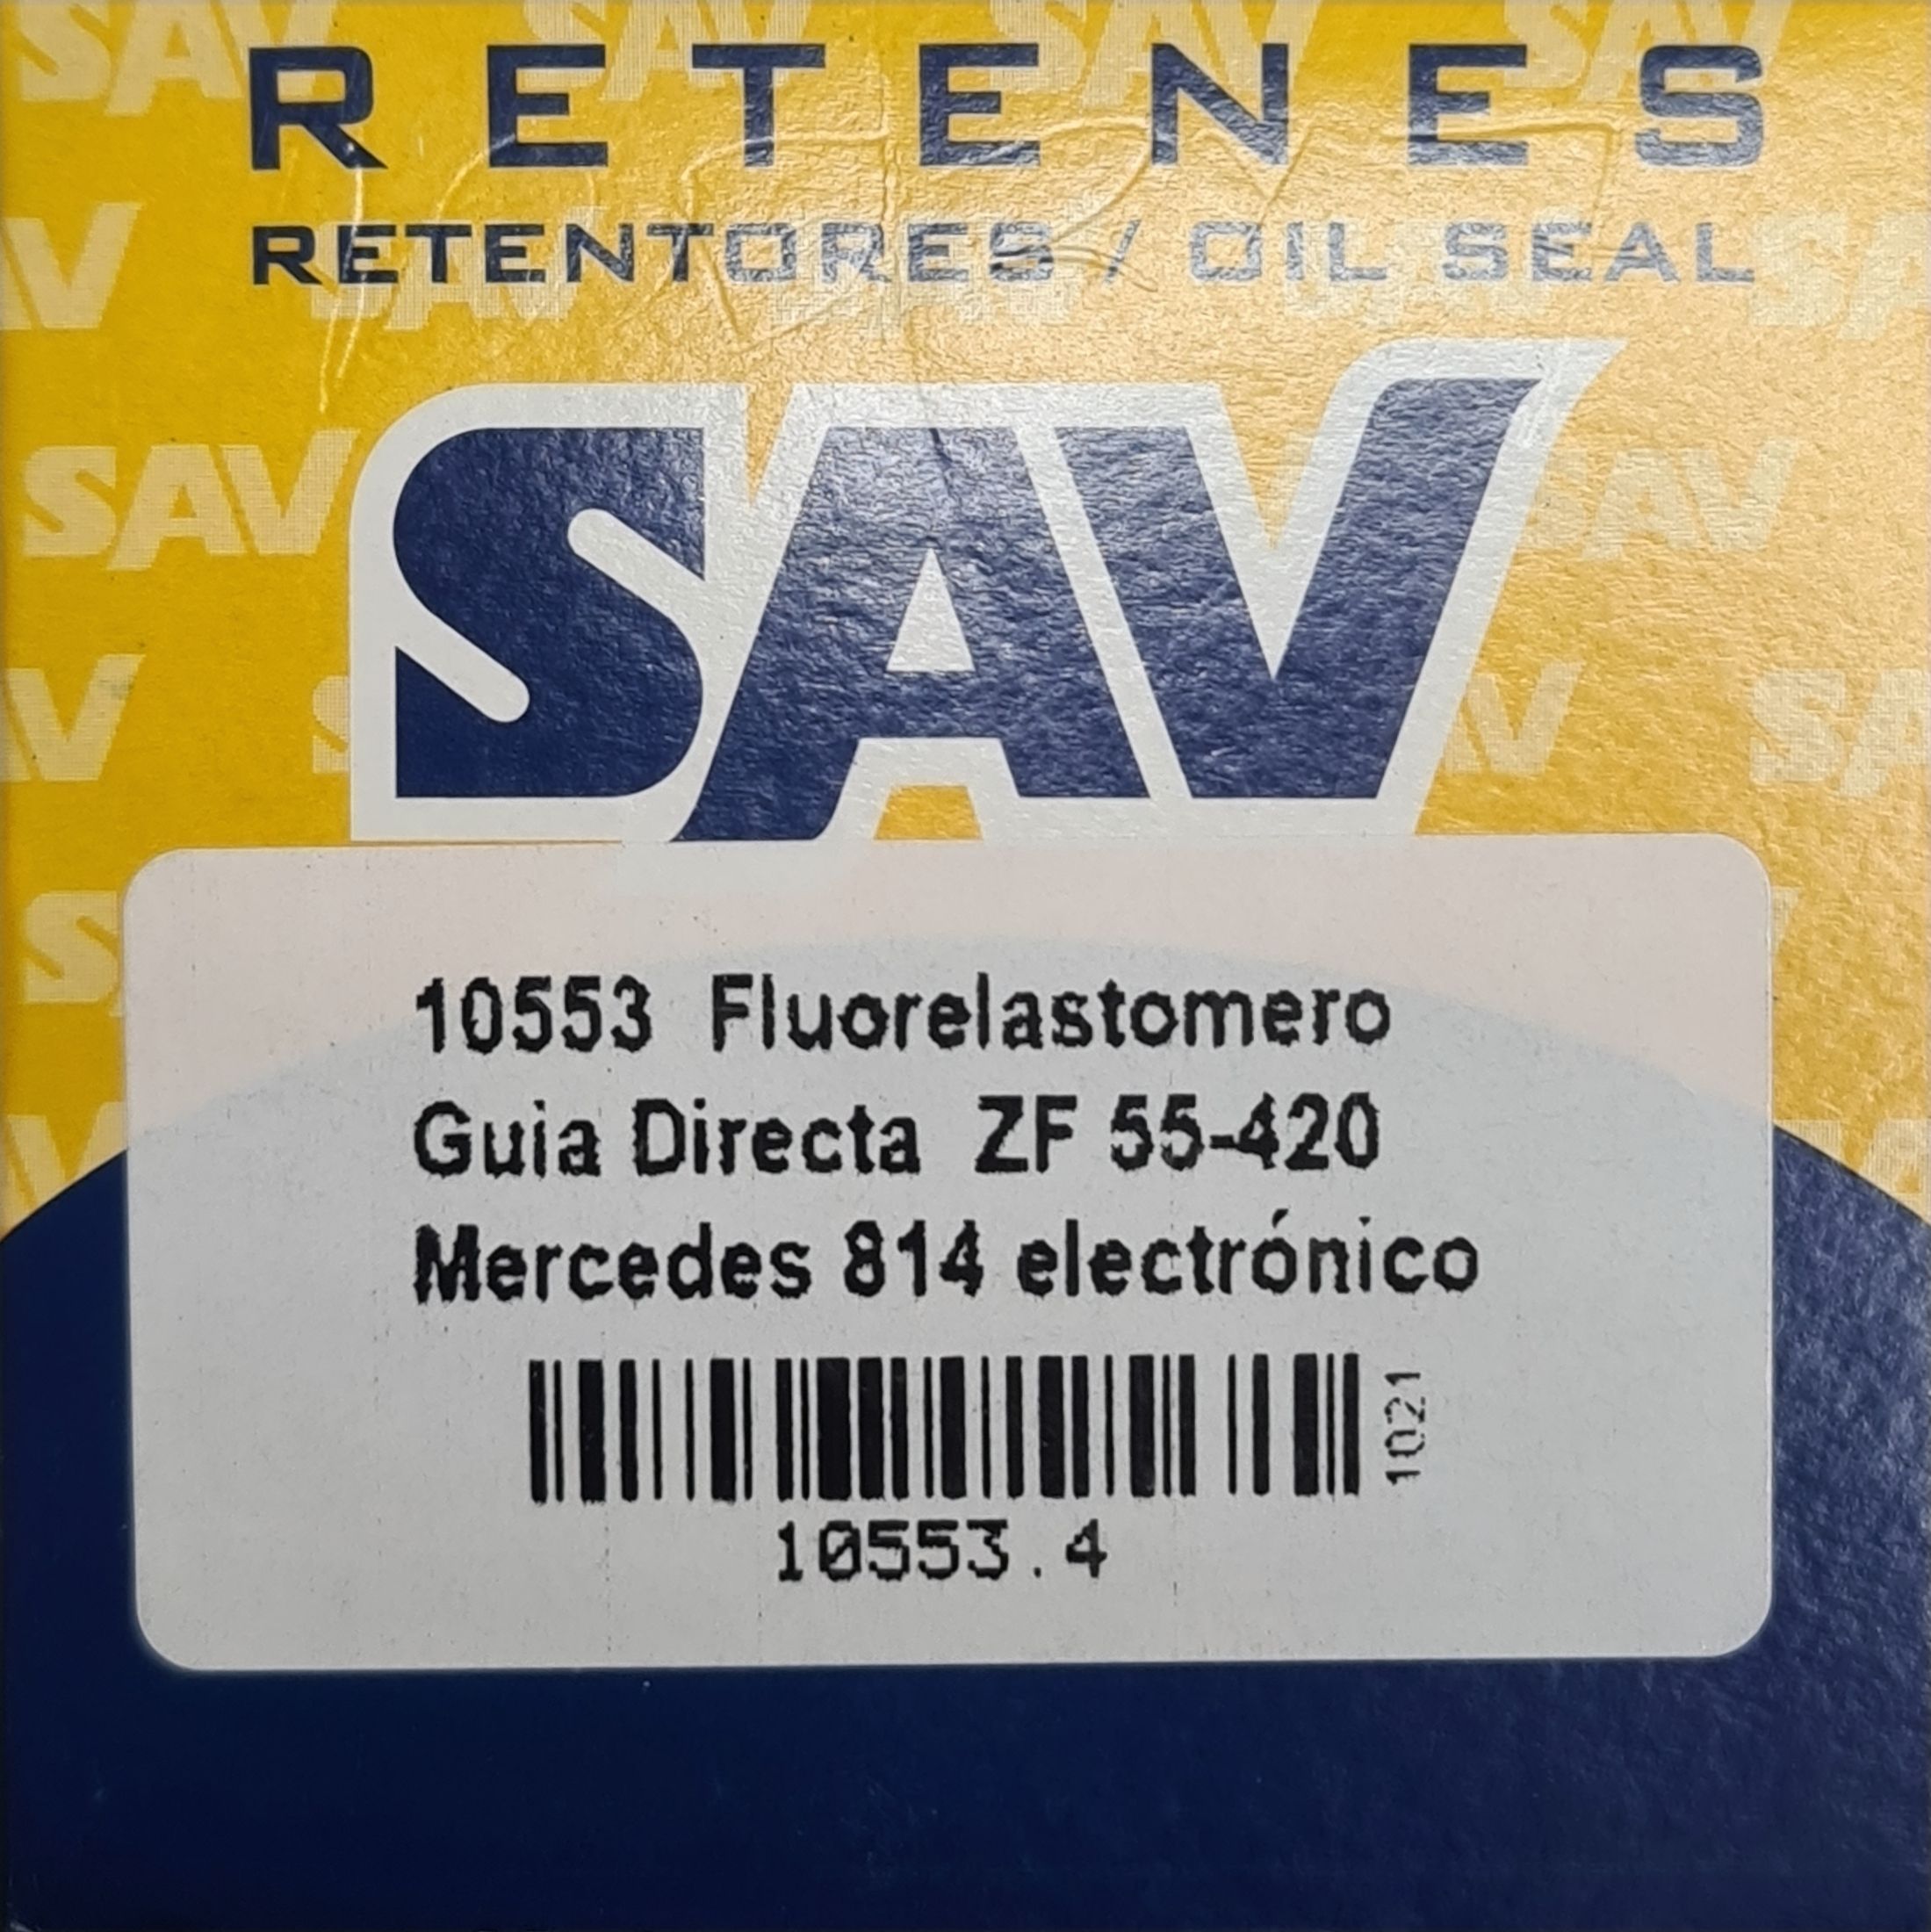 RETENES
RETENTORES / OIL SEAL
SAV
10553 Fluorelastomero
Guia Directa ZF 55-420
Mercedes 814 electrónico
1021
10553.4